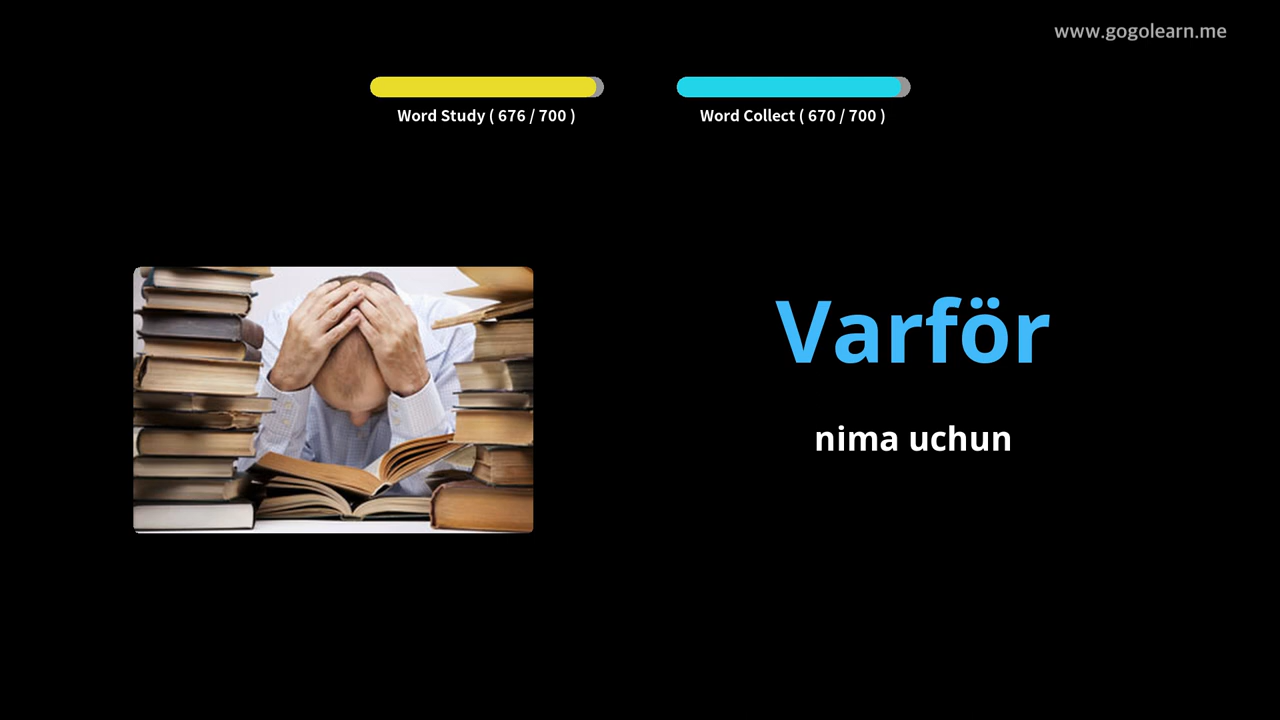 www.gogolearn.me
Word Study ( 676 / 700 )
Word Collect ( 670 / 700 )
Varför
nima uchun